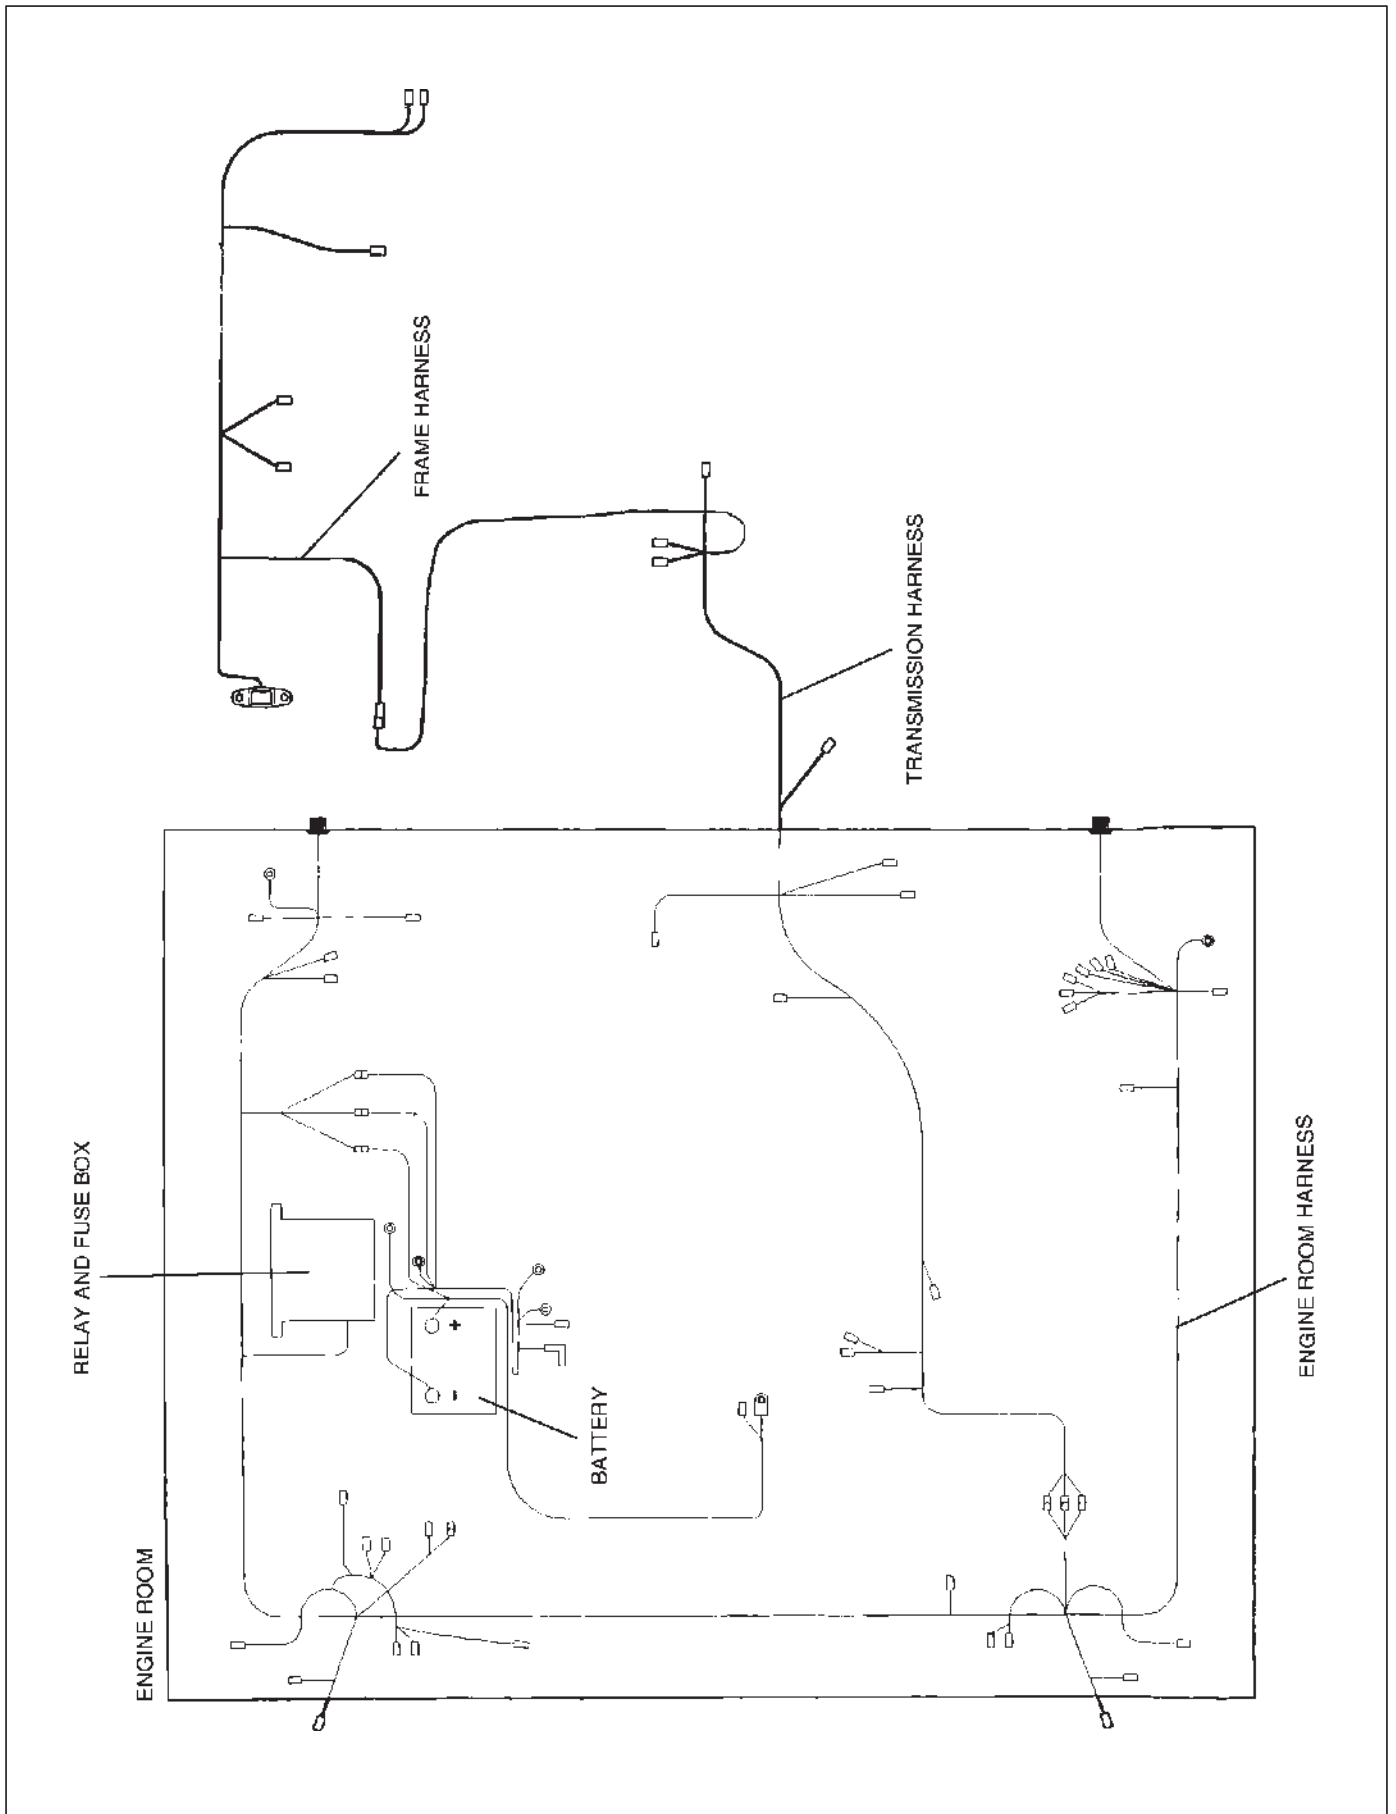 FRAME HARNESS
TRANSMISSION HARNESS
RELAY AND FUSE BOX
ENGINE ROOM HARNESS
+
-
BATTERY
ENGINE ROOM